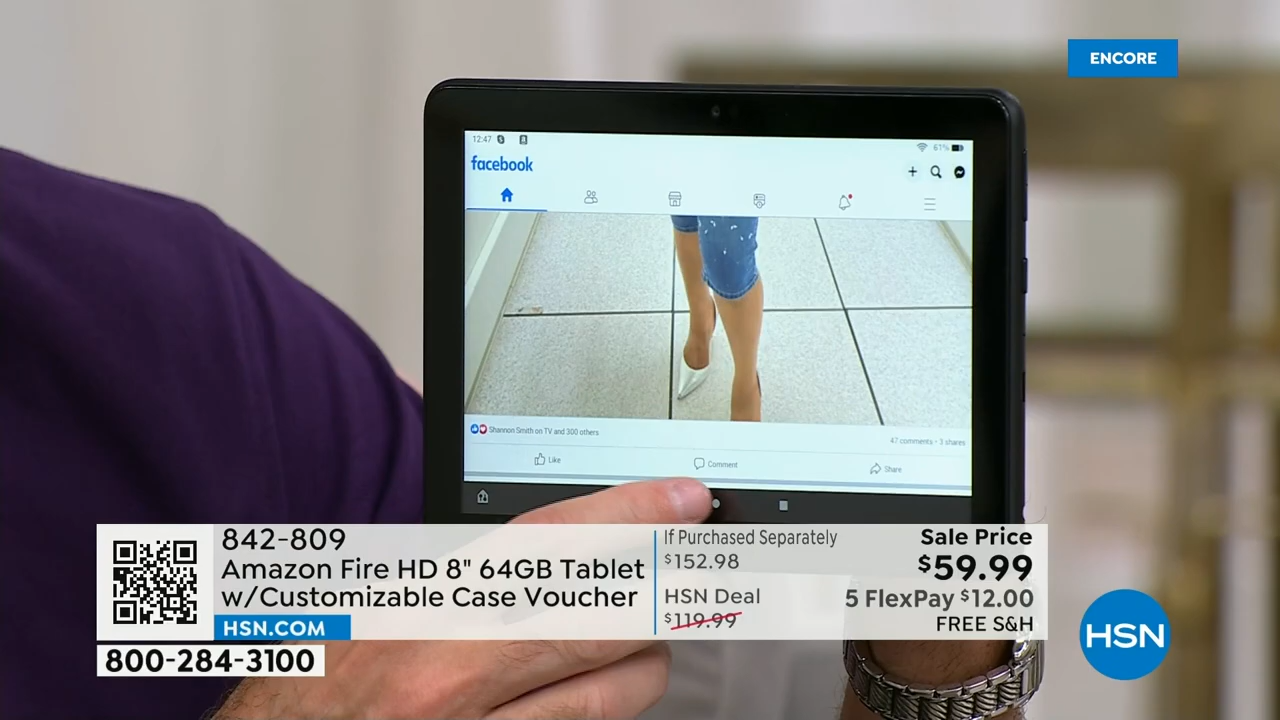 ENCORE
12:47
61%
facebook
Shannon Smith on TV and 300 others
47 comments • 3 shares
Like
Comment
Share
842-809
Amazon Fire HD 8" 64GB Tablet
w/Customizable Case Voucher
HSN.COM
800-284-3100
If Purchased Separately
$152.98
HSN Deal
$119.99
Sale Price
$59.99
5 FlexPay $12.00
FREE S&H
HSN